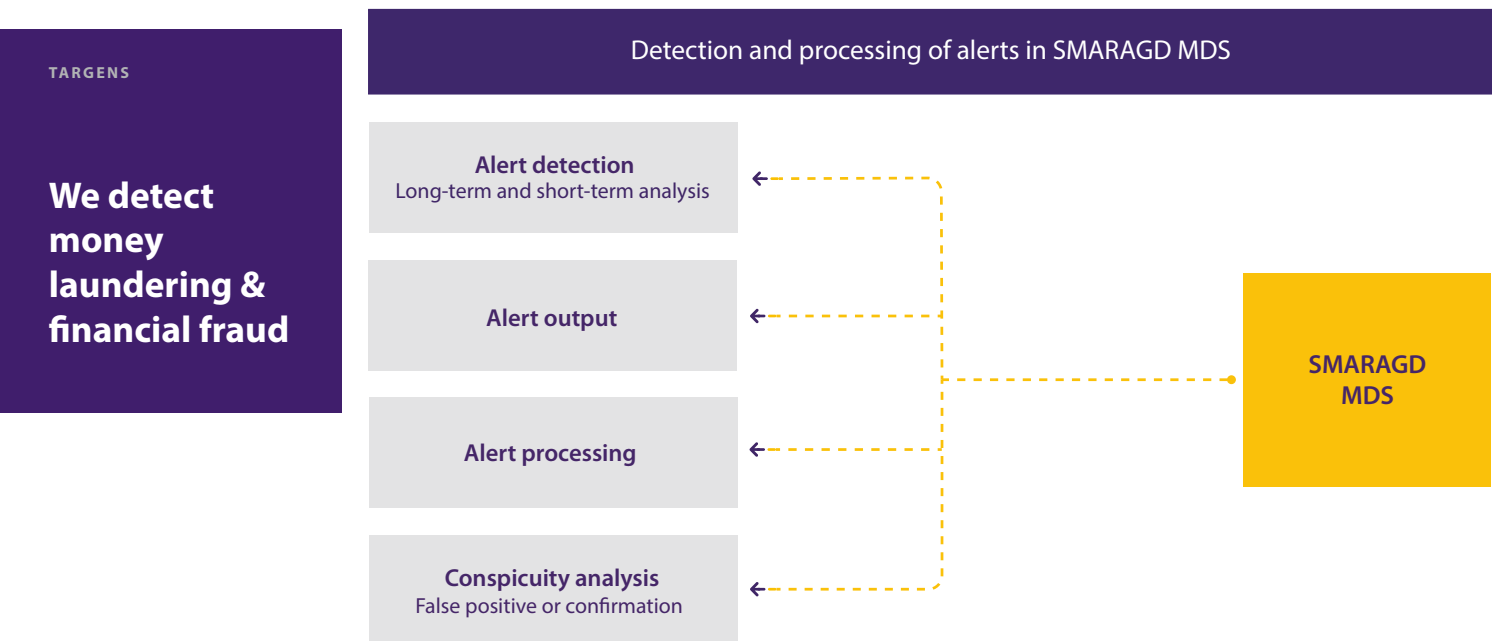 TARGENS
We detect
money
laundering &
financial fraud
Detection and processing of alerts in SMARAGD MDS
Alert detection
Long-term and short-term analysis
Alert output
Alert processing
Conspicuity analysis
False positive or confirmation
SMARAGD
MDS